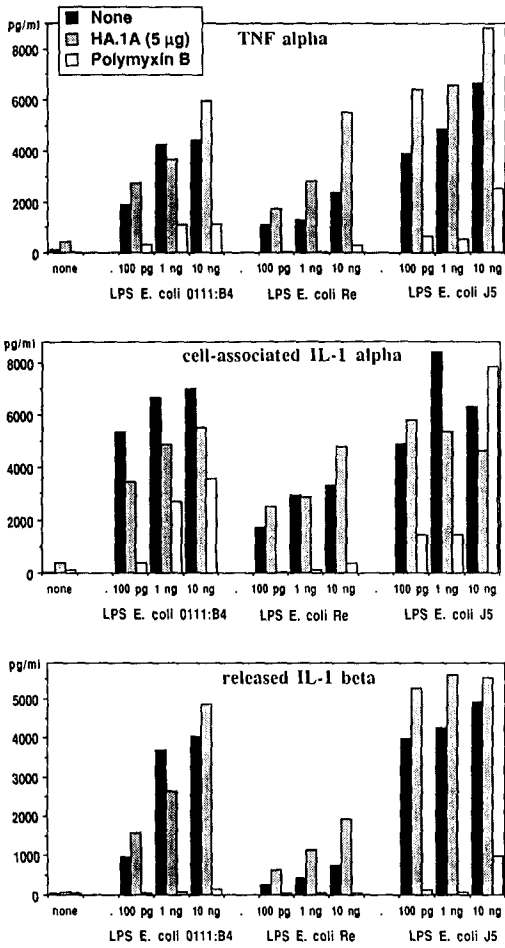 pg/ml
None
HA.1A (5 µg)
Polymyxin B
TNF alpha
8000
6000
4000
2000
0
none . 100 pg 1 ng 10 ng . 100 pg 1 ng 10 ng . 100 pg 1 ng 10 ng
LPS E. coli 0111:B4 LPS E. coli Re LPS E. coli J5
pg/ml
cell-associated IL-1 alpha
8000
6000
4000
2000
0
none . 100 pg 1 ng 10 ng . 100 pg 1 ng 10 ng . 100 pg 1 ng 10 ng
LPS E. coli 0111:B4 LPS E. coli Re LPS E. coli J5
pg/ml
released IL-1 beta
5000
4000
3000
2000
1000
0
none . 100 pg 1 ng 10 ng . 100 pg 1 ng 10 ng . 100 pg 1 ng 10 ng
LPS E. coli 0111:B4 LPS E. coli Re LPS E. coli J5